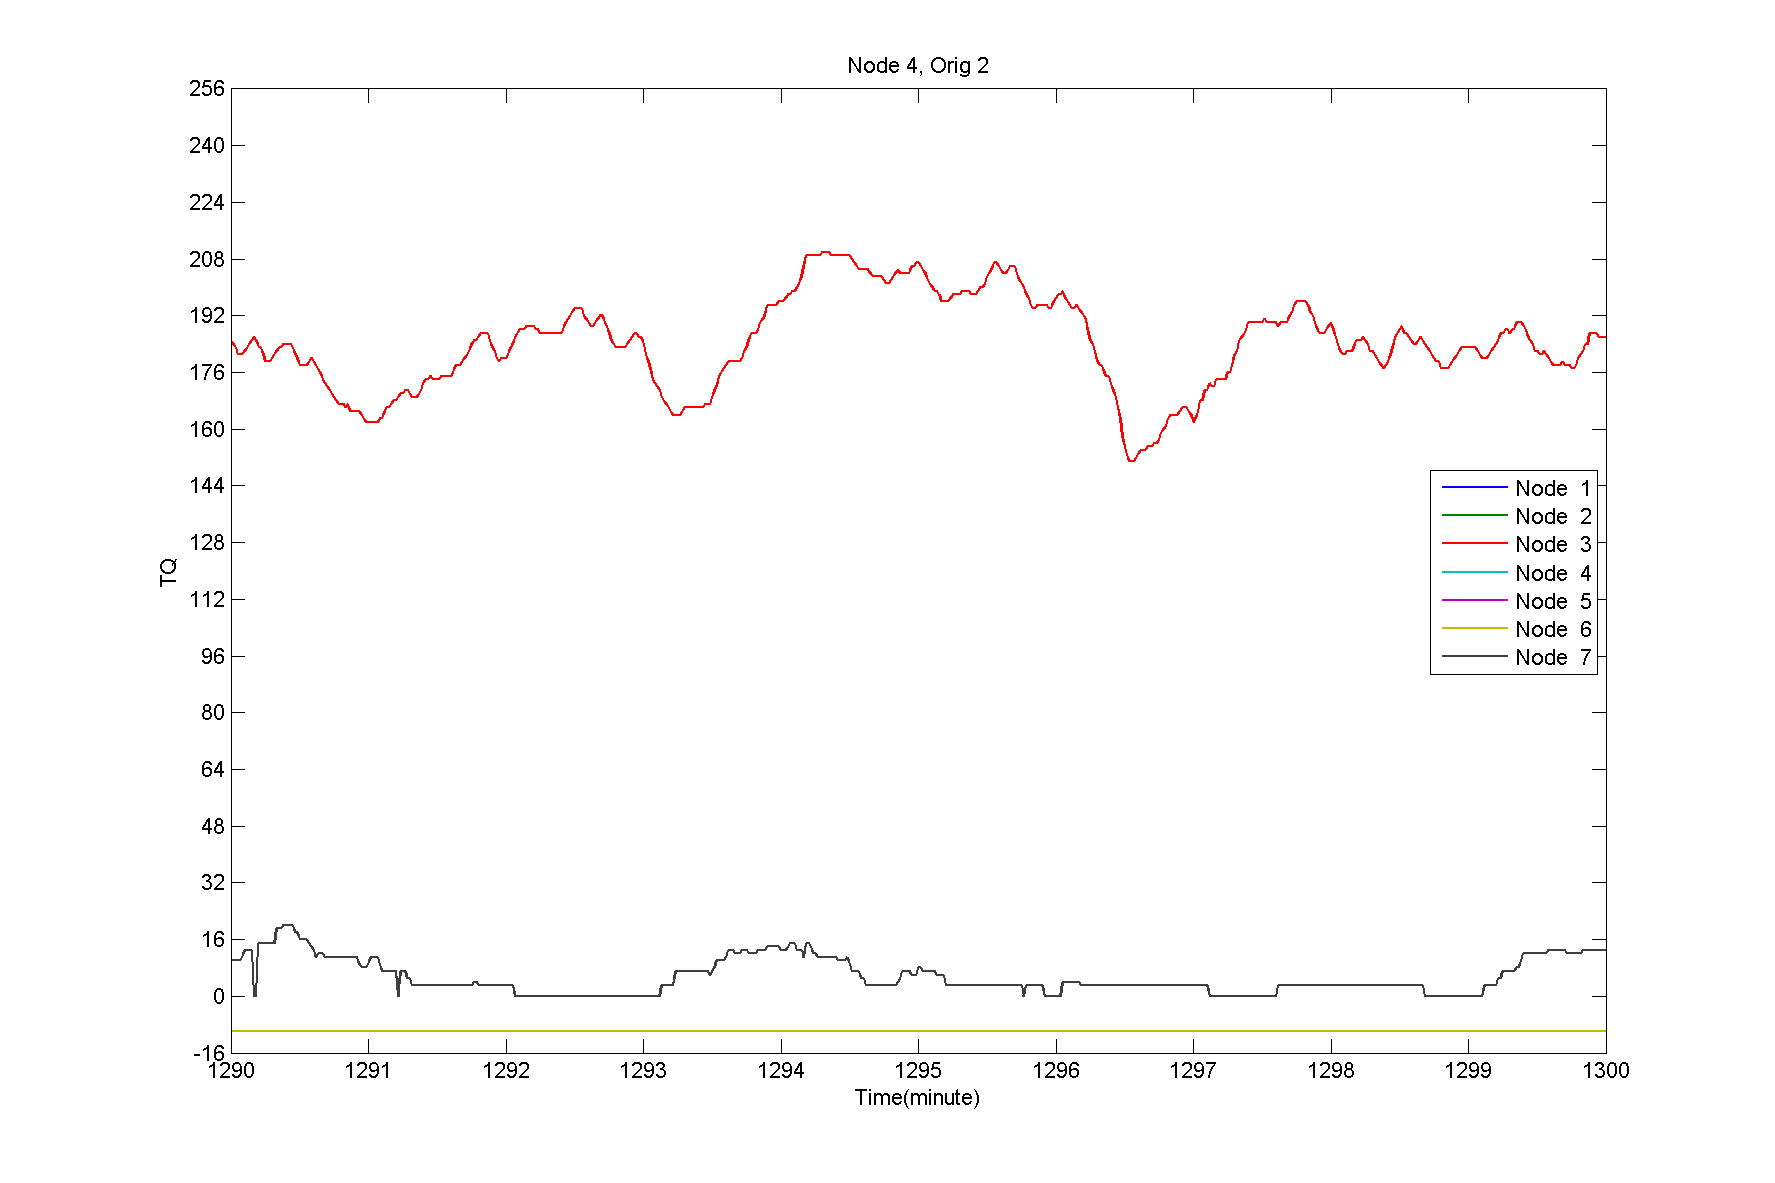 Node 4, Orig 2
256
240
224
208
192
176
160
144
128
112
96
80
64
48
32
16
0
-16
TQ
Node 1
Node 2
Node 3
Node 4
Node 5
Node 6
Node 7
1290 1291 1292 1293 1294 1295 1296 1297 1298 1299 1300
Time(minute)